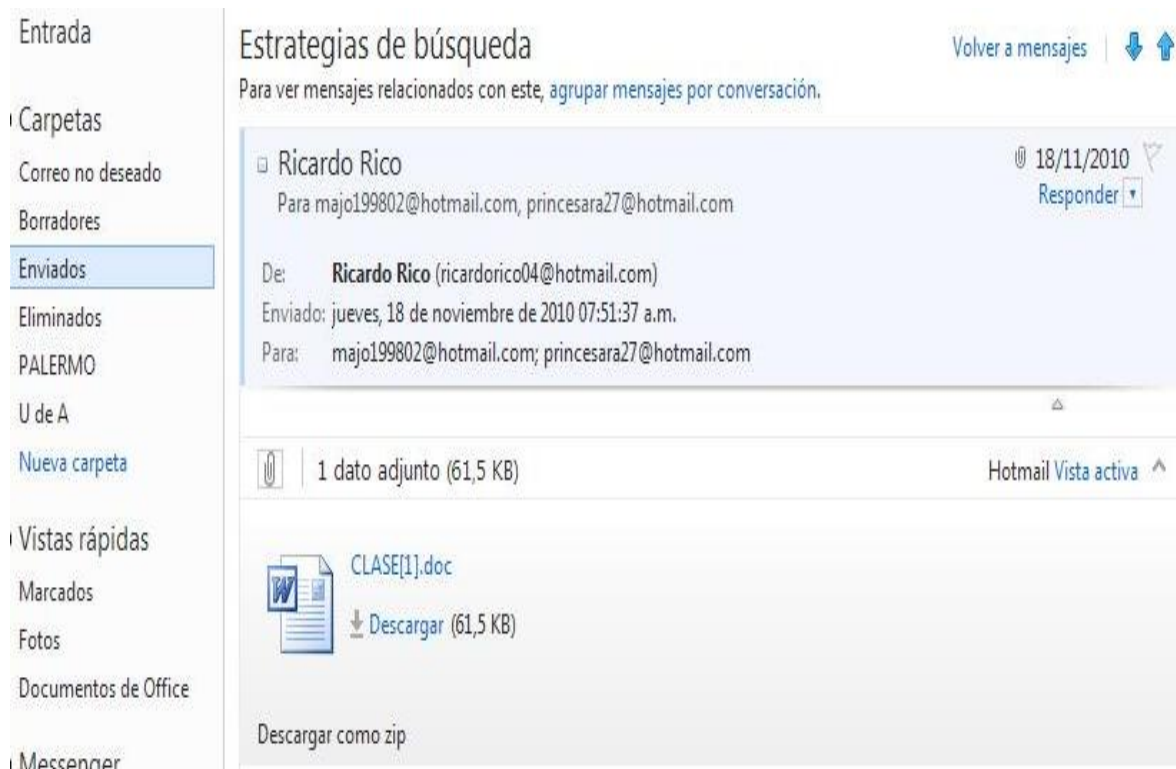 Entrada
Carpetas
Correo no deseado
Borradores
Enviados
Eliminados
PALERMO
U de A
Nueva carpeta
Vistas rápidas
Marcados
Fotos
Documentos de Office
Messenger
Estrategias de búsqueda
Volver a mensajes
Para ver mensajes relacionados con este, agrupar mensajes por conversación.
Ricardo Rico
18/11/2010
Para majo199802@hotmail.com, princesara27@hotmail.com
Responder
De: Ricardo Rico (ricardorico04@hotmail.com)
Enviado: jueves, 18 de noviembre de 2010 07:51:37 a.m.
Para: majo199802@hotmail.com; princesara27@hotmail.com
1 dato adjunto (61,5 KB)
Hotmail Vista activa
CLASE[1].doc
Descargar (61,5 KB)
Descargar como zip